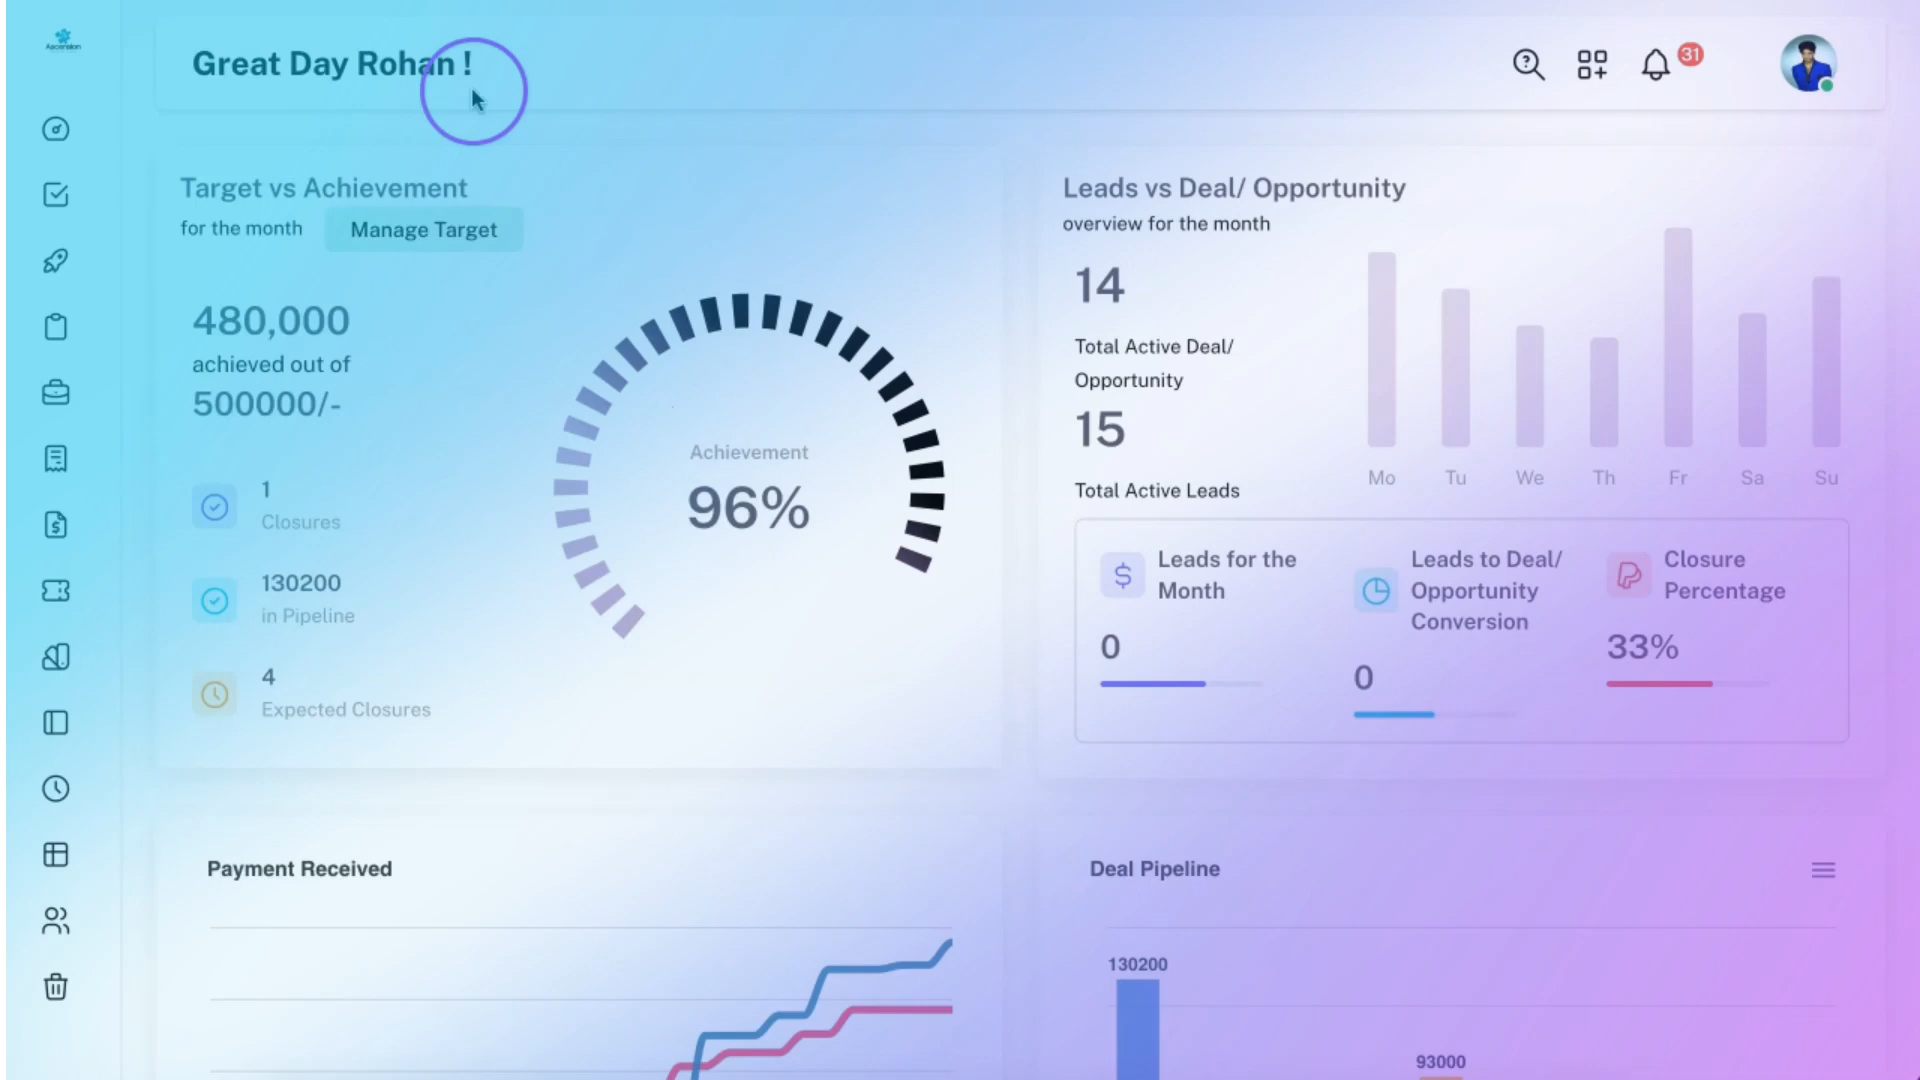 Ascension
Great Day Rohan !
31
Target vs Achievement
for the month
Manage Target
480,000
achieved out of
500000/-
1
Closures
130200
in Pipeline
4
Expected Closures
Achievement
96%
Leads vs Deal/ Opportunity
overview for the month
14
Total Active Deal/
Opportunity
15
Total Active Leads
Mo Tu We Th Fr Sa Su
Leads for the
Month
0
Leads to Deal/
Opportunity
Conversion
0
Closure
Percentage
33%
Payment Received
Deal Pipeline
130200
93000